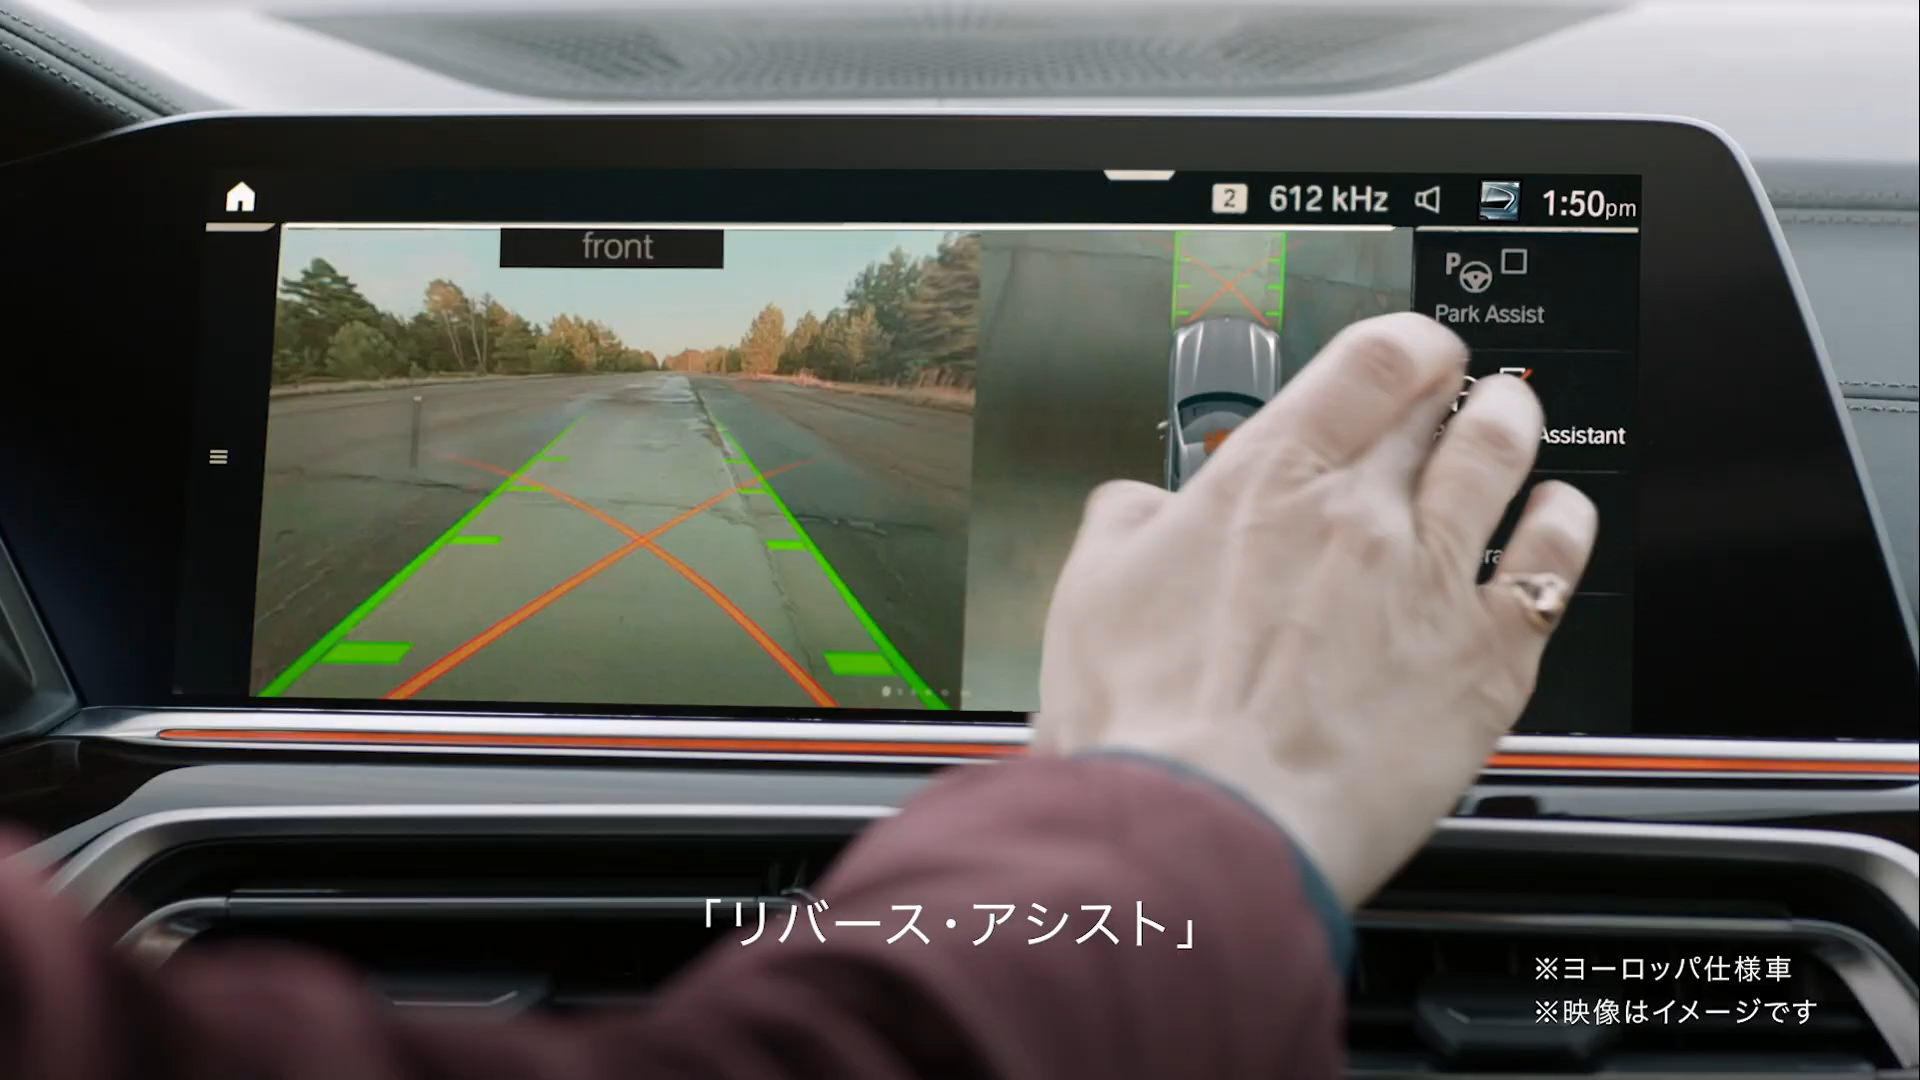 2 612 kHz 1:50pm
front
P
Park Assist
Assistant
「リバース・アシスト」
※ヨーロッパ仕様車
※映像はイメージです